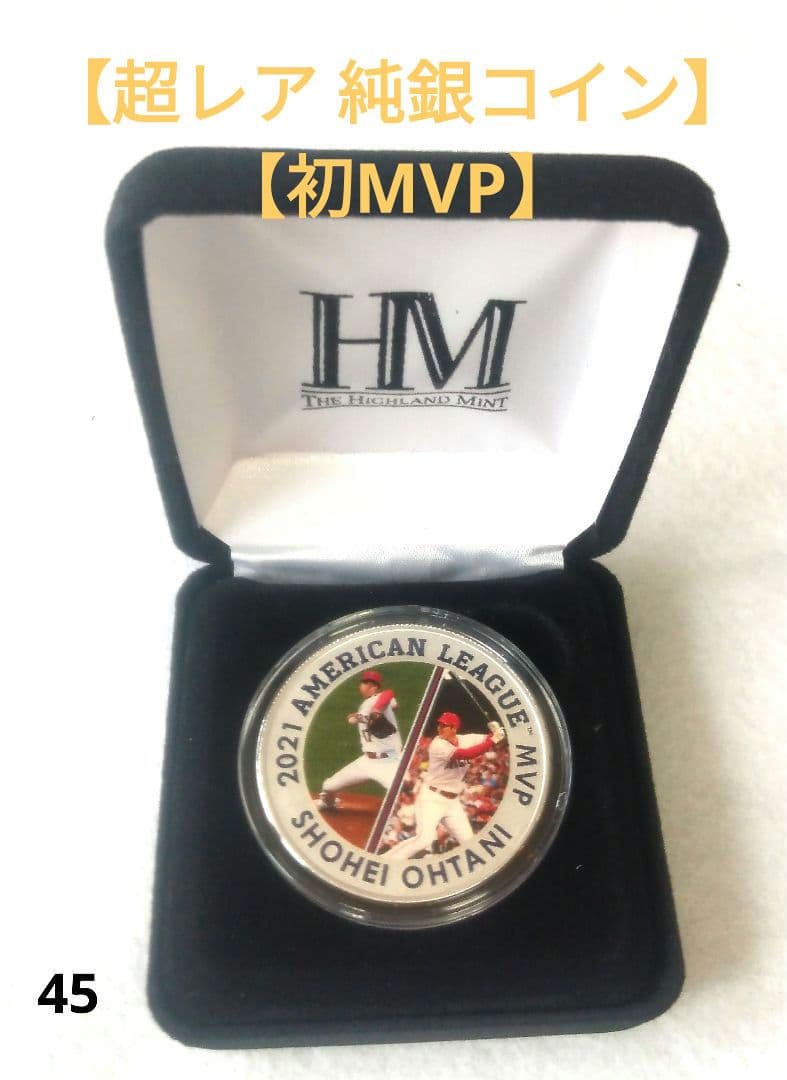 【超レア 純銀コイン】
【初MVP】
HM
THE HIGHLAND MINT
2021 AMERICAN LEAGUE™ MVP
SHOHEI OHTANI
45